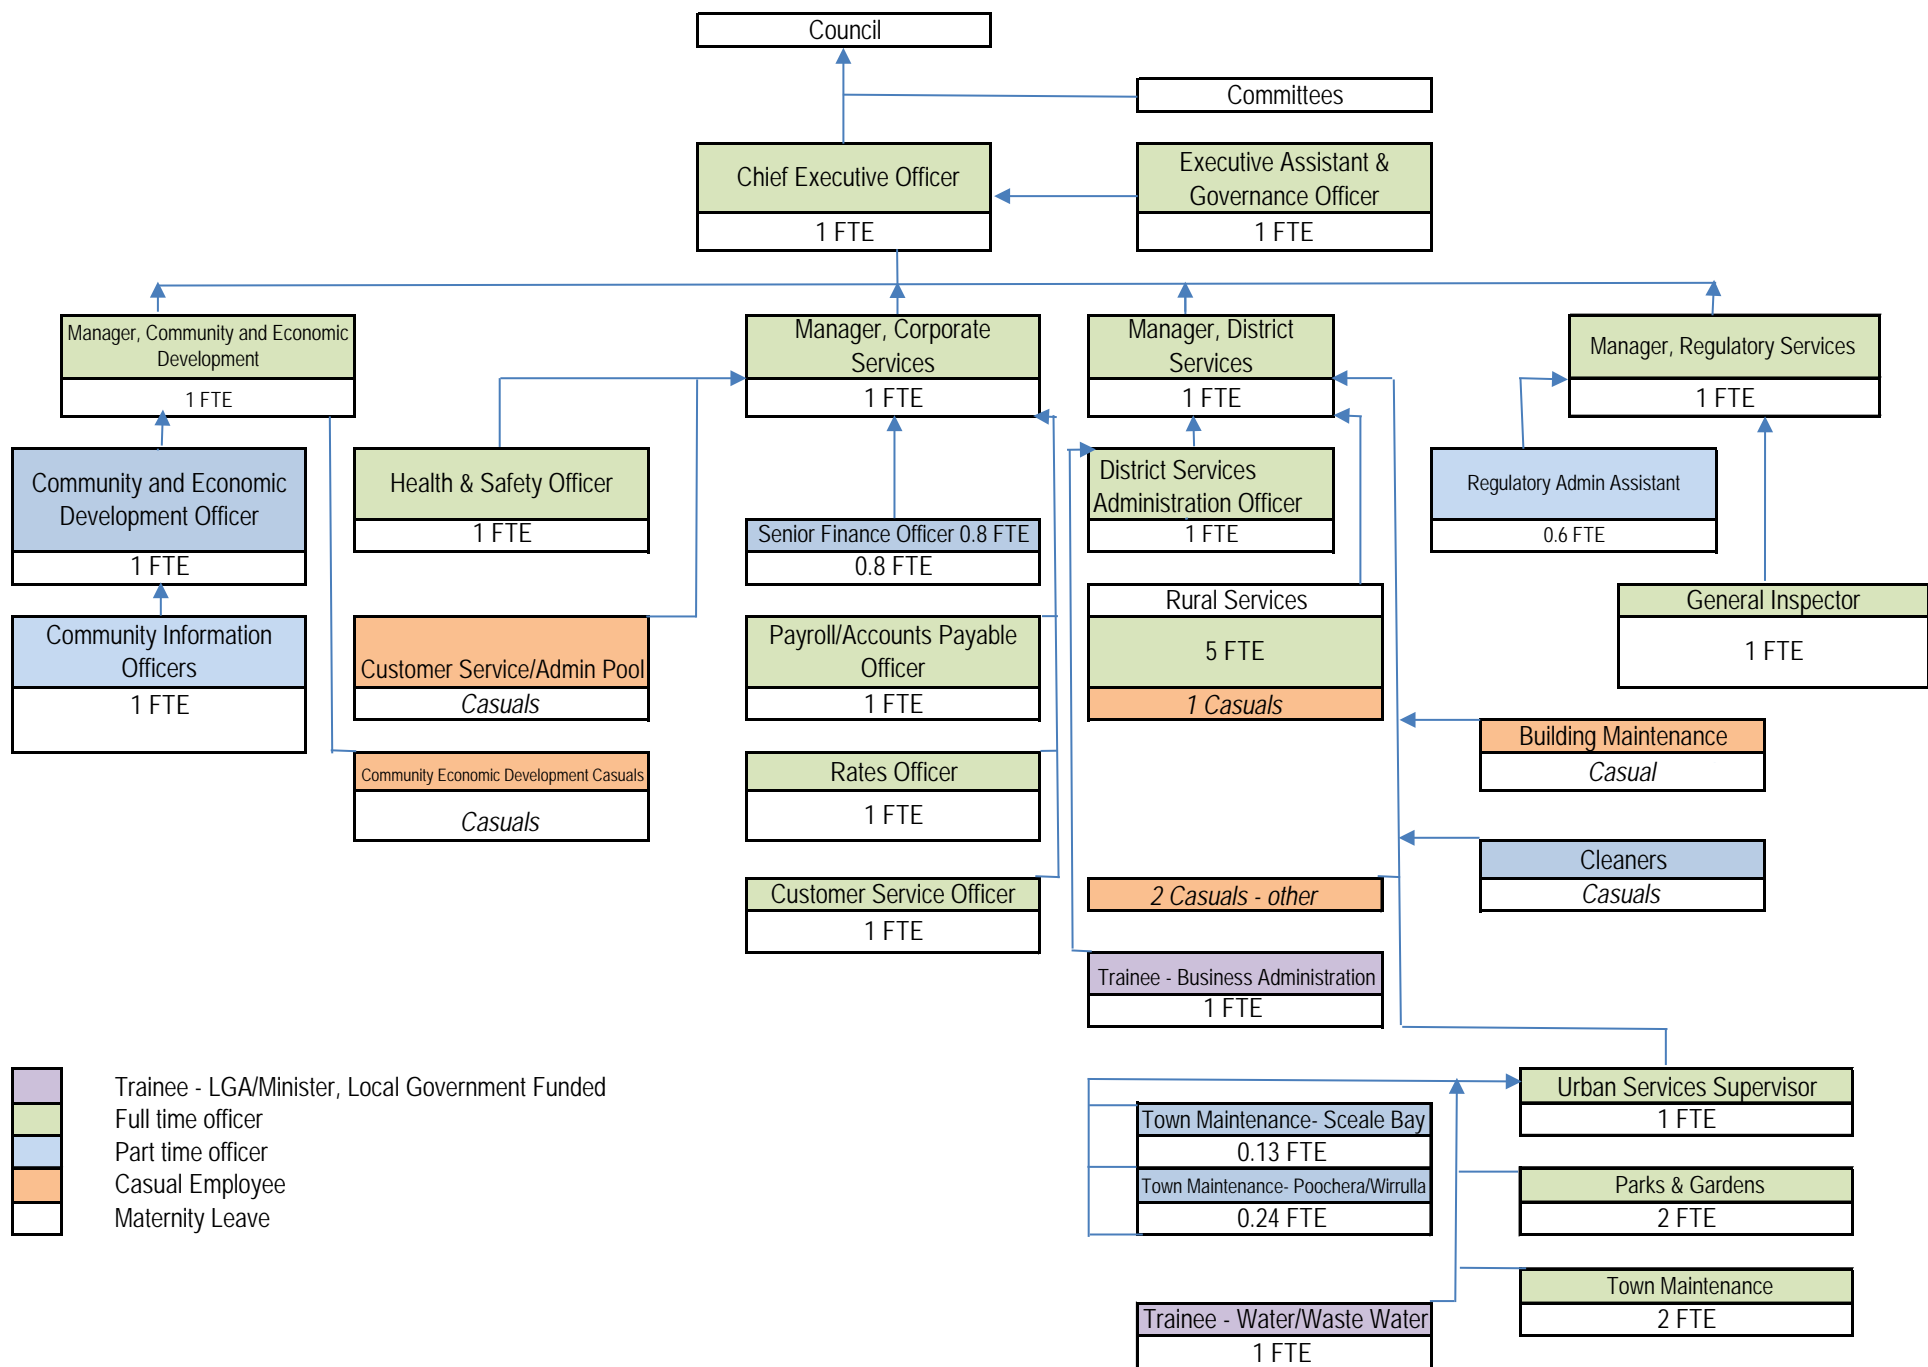 Council
Committees
Chief Executive Officer
1 FTE
Executive Assistant &
Governance Officer
1 FTE
Manager, Community and Economic
Development
1 FTE
Manager, Corporate
Services
1 FTE
Manager, District
Services
1 FTE
Manager, Regulatory Services
1 FTE
Community and Economic
Development Officer
1 FTE
Health & Safety Officer
1 FTE
Senior Finance Officer 0.8 FTE
0.8 FTE
District Services
Administration Officer
1 FTE
Regulatory Admin Assistant
0.6 FTE
Community Information
Officers
1 FTE
Customer Service/Admin Pool
Casuals
Payroll/Accounts Payable
Officer
1 FTE
Rural Services
5 FTE
1 Casuals
General Inspector
1 FTE
Community Economic Development Casuals
Casuals
Rates Officer
1 FTE
Building Maintenance
Casual
Customer Service Officer
1 FTE
2 Casuals - other
Cleaners
Casuals
Trainee - Business Administration
1 FTE
Trainee - LGA/Minister, Local Government Funded
Full time officer
Part time officer
Casual Employee
Maternity Leave
Town Maintenance- Sceale Bay
0.13 FTE
Town Maintenance- Poochera/Wirrulla
0.24 FTE
Trainee - Water/Waste Water
1 FTE
Urban Services Supervisor
1 FTE
Parks & Gardens
2 FTE
Town Maintenance
2 FTE